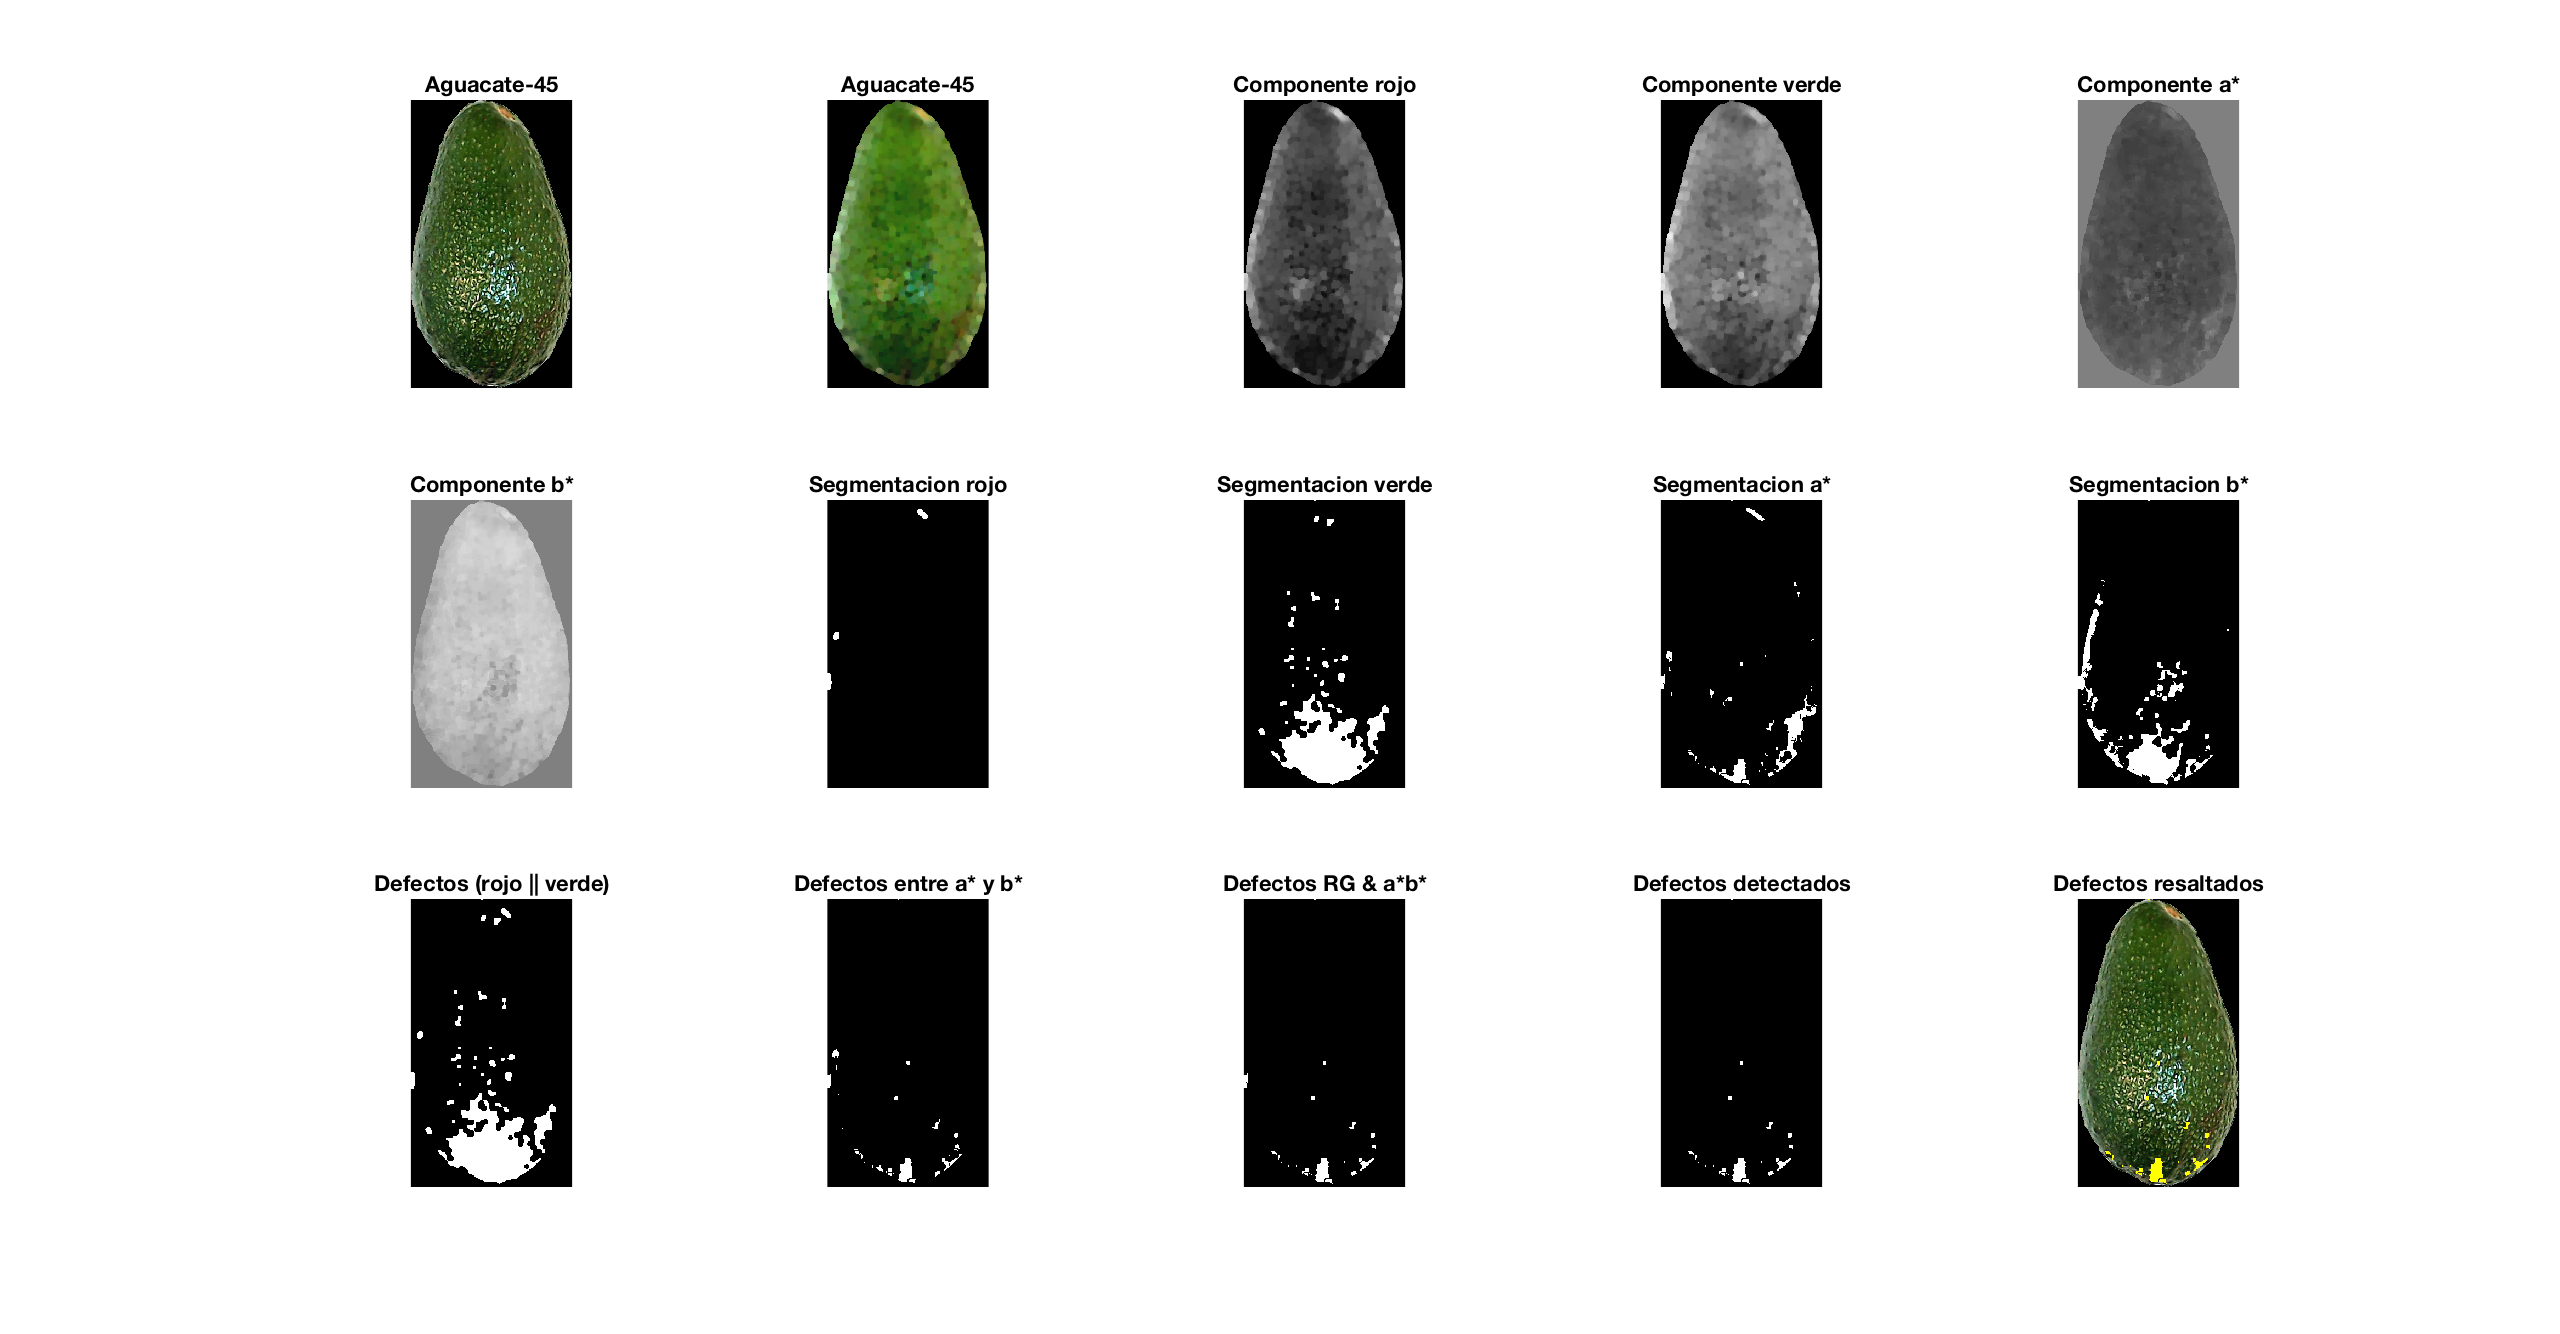 Aguacate-45
Aguacate-45
Componente rojo
Componente verde
Componente a*
Componente b*
Segmentacion rojo
Segmentacion verde
Segmentacion a*
Segmentacion b*
Defectos (rojo || verde)
Defectos entre a* y b*
Defectos RG & a*b*
Defectos detectados
Defectos resaltados